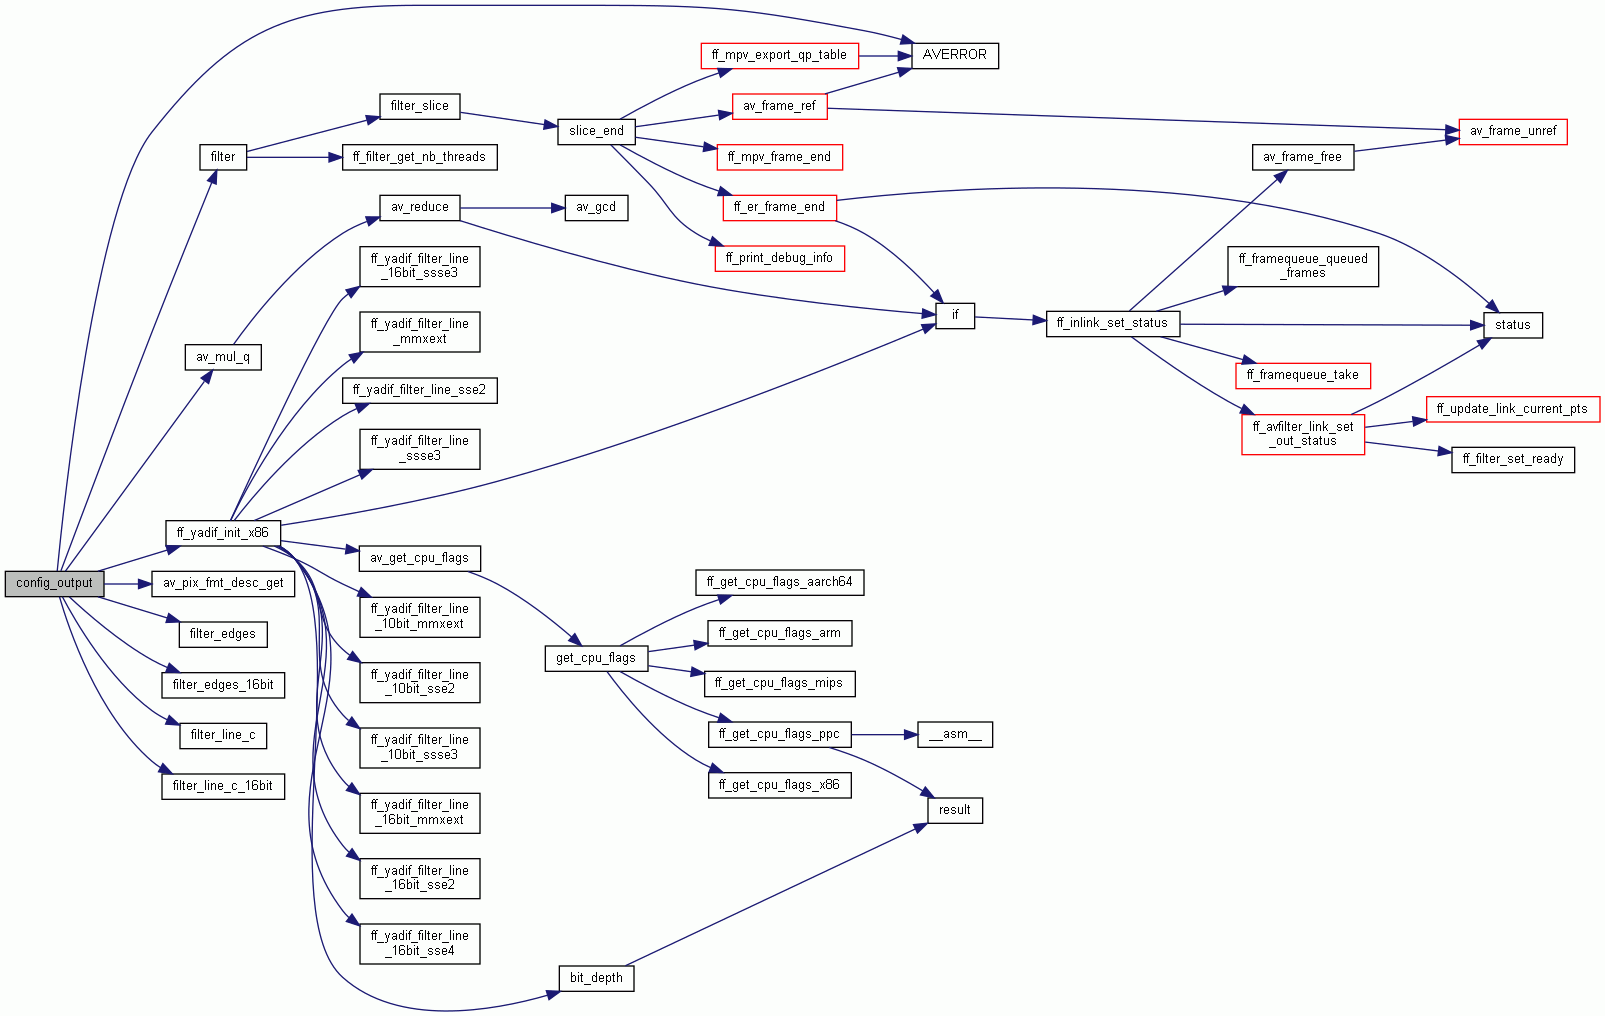 ff_mpv_export_qp_table
AVERROR
filter_slice
av_frame_ref
slice_end
av_frame_unref
filter
ff_filter_get_nb_threads
ff_mpv_frame_end
av_frame_free
av_reduce
av_gcd
ff_er_frame_end
ff_print_debug_info
ff_yadif_filter_line
_16bit_ssse3
ff_framequeue_queued
_frames
if
ff_inlink_set_status
status
ff_yadif_filter_line
_mmxext
av_mul_q
ff_framequeue_take
ff_yadif_filter_line_sse2
ff_update_link_current_pts
ff_avfilter_link_set
_out_status
ff_yadif_filter_line
_ssse3
ff_filter_set_ready
ff_yadif_init_x86
av_get_cpu_flags
config_output
av_pix_fmt_desc_get
ff_get_cpu_flags_aarch64
ff_yadif_filter_line
_10bit_mmxext
filter_edges
ff_get_cpu_flags_arm
get_cpu_flags
ff_yadif_filter_line
_10bit_sse2
filter_edges_16bit
ff_get_cpu_flags_mips
filter_line_c
ff_get_cpu_flags_ppc
__asm__
ff_yadif_filter_line
_10bit_ssse3
filter_line_c_16bit
ff_get_cpu_flags_x86
result
ff_yadif_filter_line
_16bit_mmxext
ff_yadif_filter_line
_16bit_sse2
ff_yadif_filter_line
_16bit_sse4
bit_depth